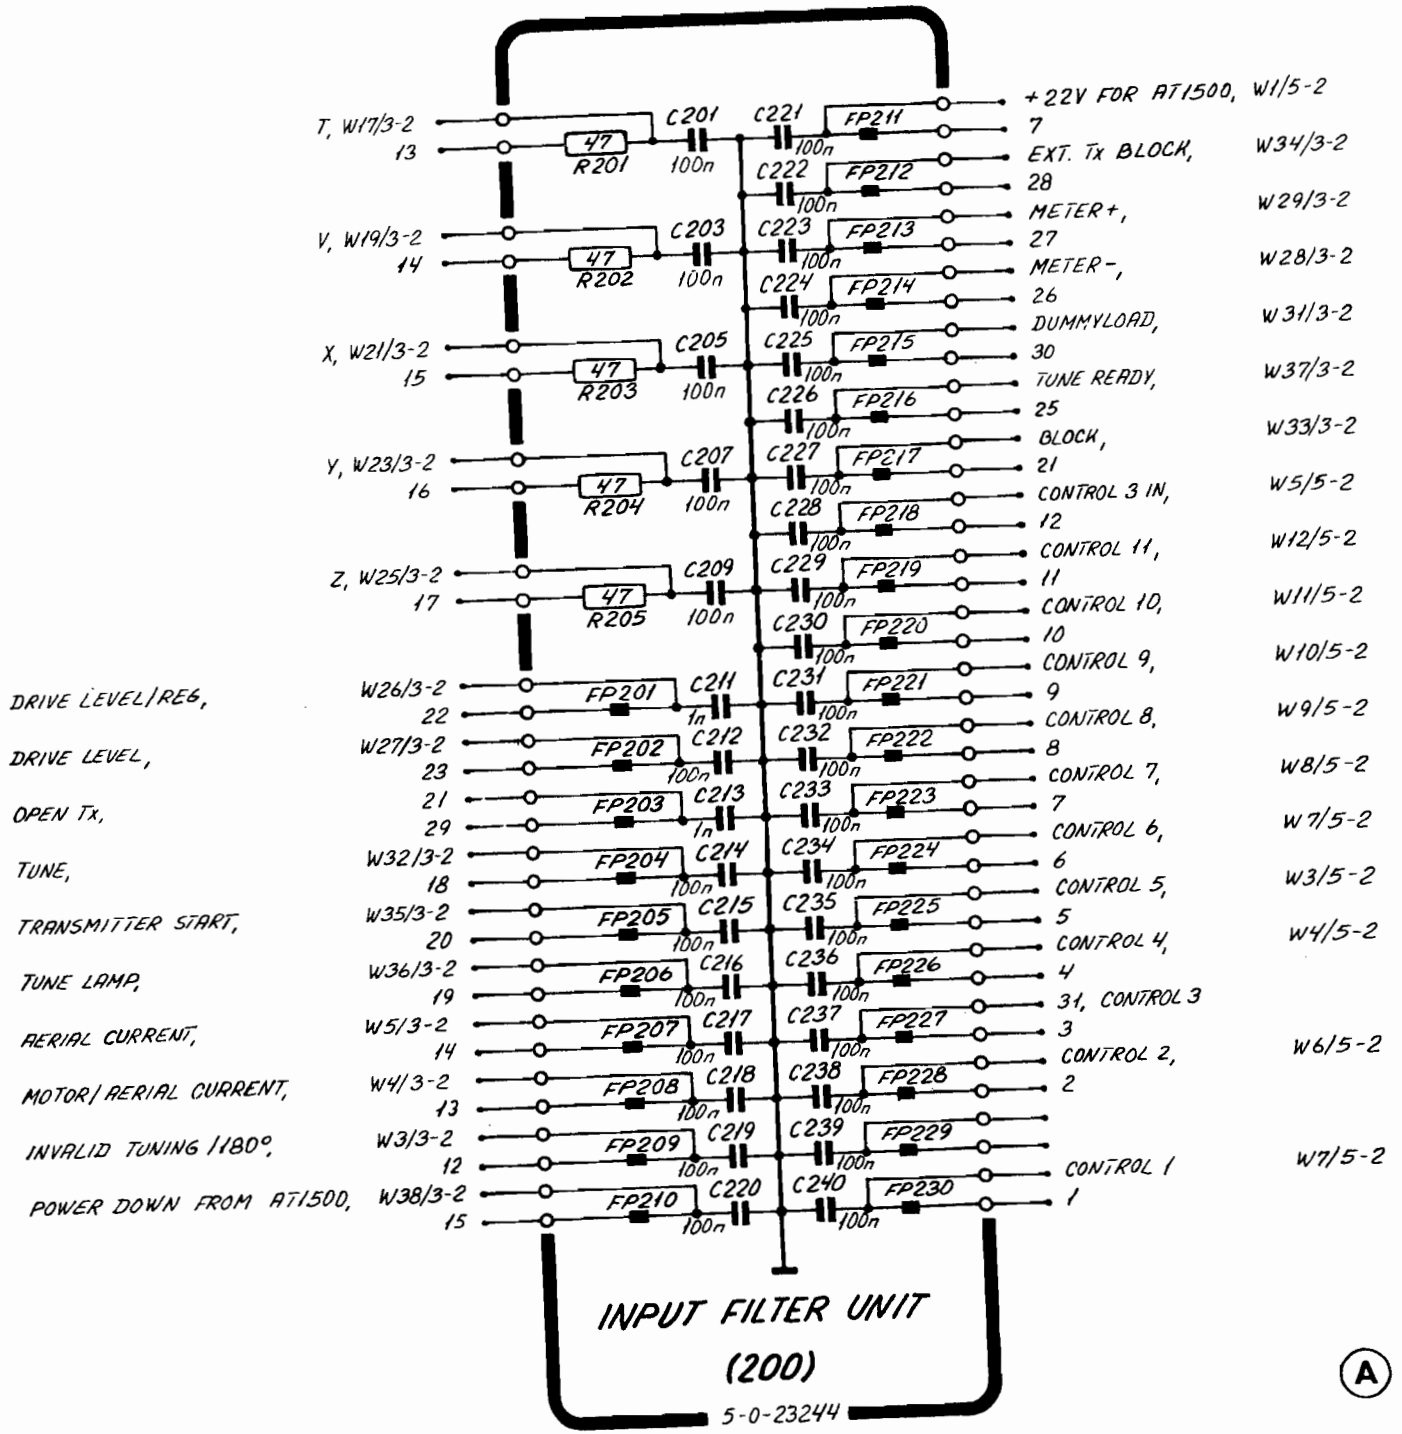 +22V FOR AT1500, W1/5-2
T, W17/3-2 C201 C221 FP211 7
13 47 100n 100n EXT. Tx BLOCK, W34/3-2
R201 C222 FP212 28
100n METER+, W29/3-2
V, W19/3-2 C203 C223 FP213 27
14 47 100n 100n METER-, W28/3-2
R202 C224 FP214 26
100n DUMMYLOAD, W31/3-2
X, W21/3-2 C205 C225 FP215 30
15 47 100n 100n TUNE READY, W37/3-2
R203 C226 FP216 25
100n BLOCK, W33/3-2
Y, W23/3-2 C207 C227 FP217 21
16 47 100n 100n CONTROL 3 IN, W5/5-2
R204 C228 FP218 12
100n CONTROL 11, W12/5-2
Z, W25/3-2 C209 C229 FP219 11
17 47 100n 100n CONTROL 10, W11/5-2
R205 C230 FP220 10
100n CONTROL 9, W10/5-2
DRIVE LEVEL/REG, W26/3-2 FP201 C211 C231 FP221 9
22 1n 100n CONTROL 8, W9/5-2
DRIVE LEVEL, W27/3-2 FP202 C212 C232 FP222 8
23 100n 100n CONTROL 7, W8/5-2
OPEN Tx, 21 FP203 C213 C233 FP223 7
29 1n 100n CONTROL 6, W7/5-2
TUNE, W32/3-2 FP204 C214 C234 FP224 6
18 100n 100n CONTROL 5, W3/5-2
TRANSMITTER START, W35/3-2 FP205 C215 C235 FP225 5
20 100n 100n CONTROL 4, W4/5-2
TUNE LAMP, W36/3-2 FP206 C216 C236 FP226 4
19 100n 100n 31, CONTROL 3
AERIAL CURRENT, W5/3-2 FP207 C217 C237 FP227 3
14 100n 100n CONTROL 2, W6/5-2
MOTOR/AERIAL CURRENT, W4/3-2 FP208 C218 C238 FP228 2
13 100n 100n
INVALID TUNING/180°, W3/3-2 FP209 C219 C239 FP229
12 100n 100n CONTROL 1 W7/5-2
POWER DOWN FROM AT1500, W38/3-2 FP210 C220 C240 FP230 1
15 100n 100n
INPUT FILTER UNIT
(200)
5-0-23244
A